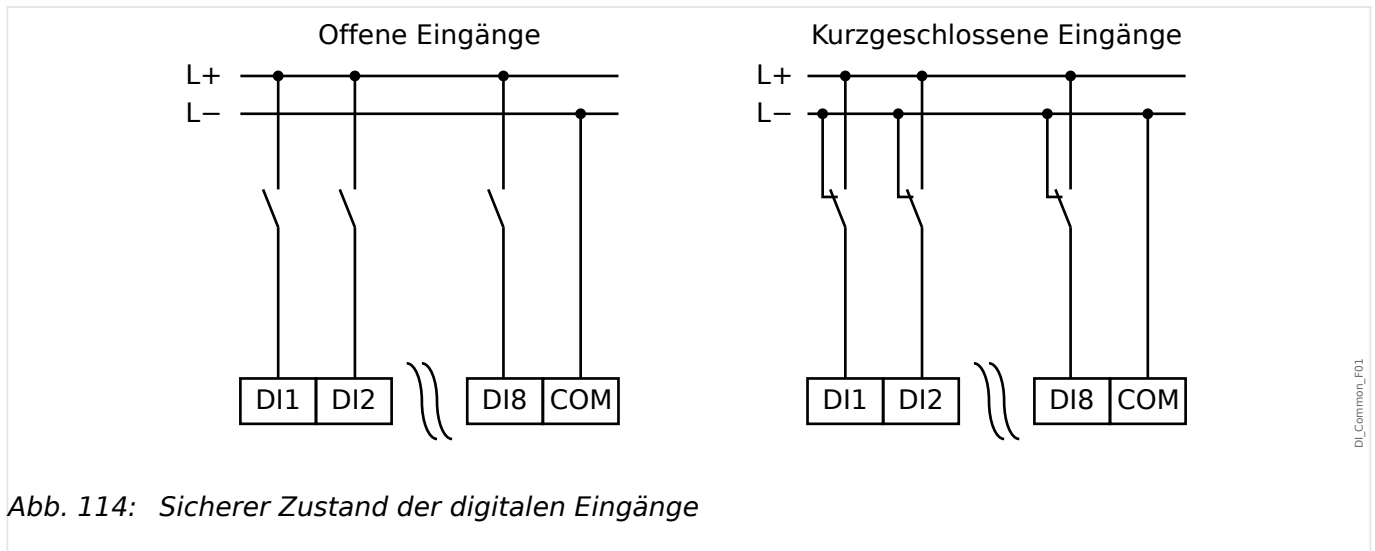 Offene Eingänge
L+
L−
DI1 DI2 DI8 COM
Kurzgeschlossene Eingänge
L+
L−
DI1 DI2 DI8 COM
DI_Common_F01
Abb. 114: Sicherer Zustand der digitalen Eingänge